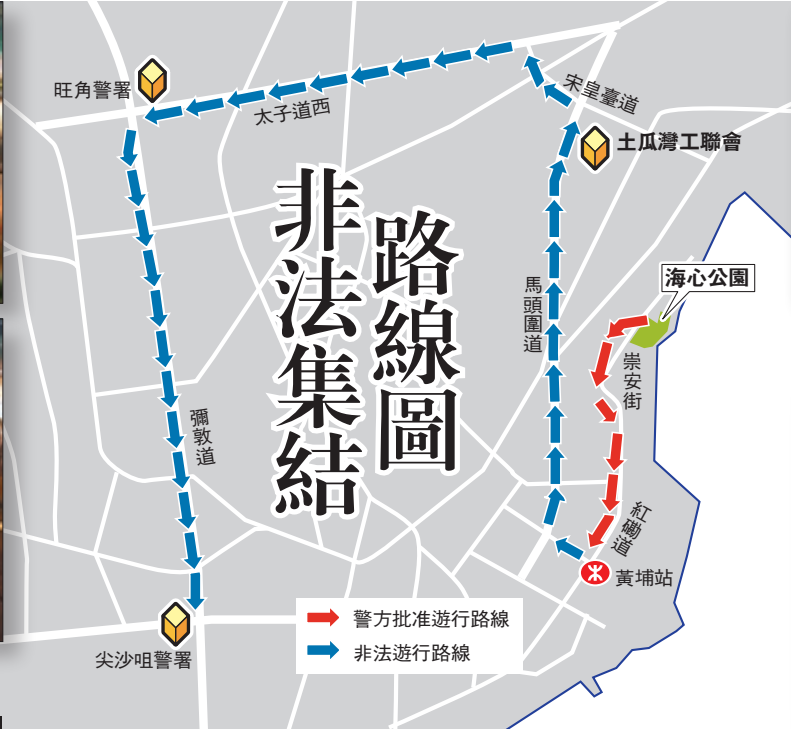 非法集結
路線圖
旺角警署
太子道西
宋皇臺道
土瓜灣工聯會
海心公園
馬頭圍道
崇安街
彌敦道
紅磡道
黃埔站
尖沙咀警署
警方批准遊行路線
非法遊行路線